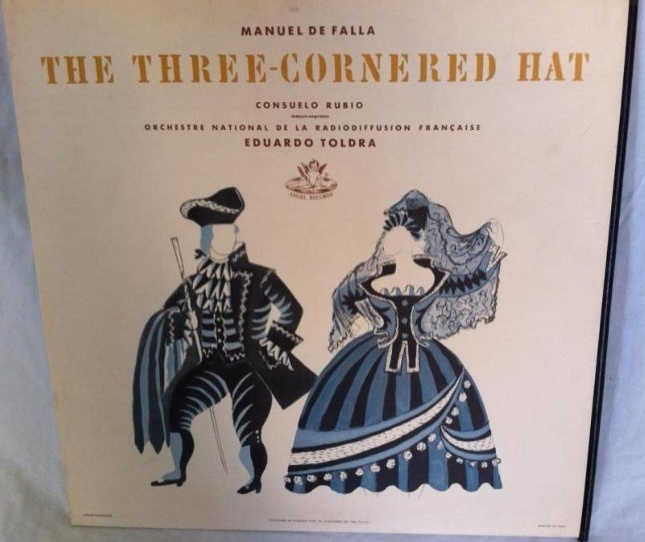 MANUEL DE FALLA
THE THREE-CORNERED HAT
CONSUELO RUBIO
mezzo-soprano
ORCHESTRE NATIONAL DE LA RADIODIFFUSION FRANÇAISE
EDUARDO TOLDRA
ANGEL RECORDS